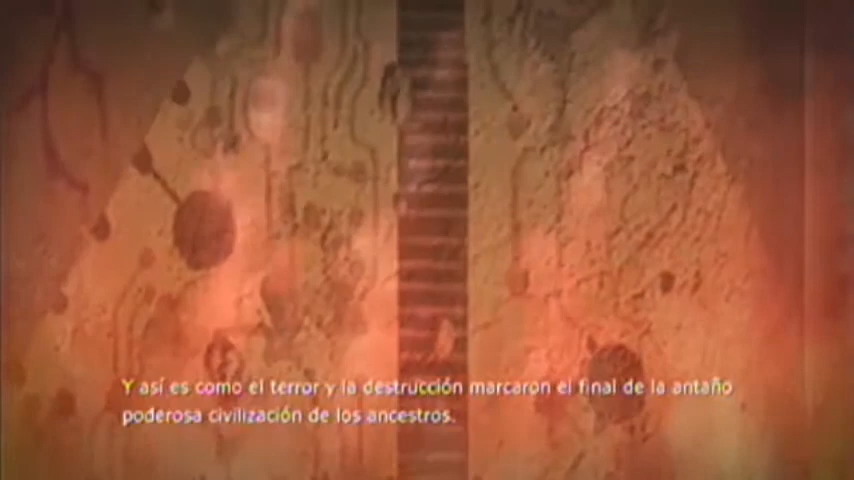 Y así es como el terror y la destrucción marcaron el final de la antaño
poderosa civilización de los ancestros.